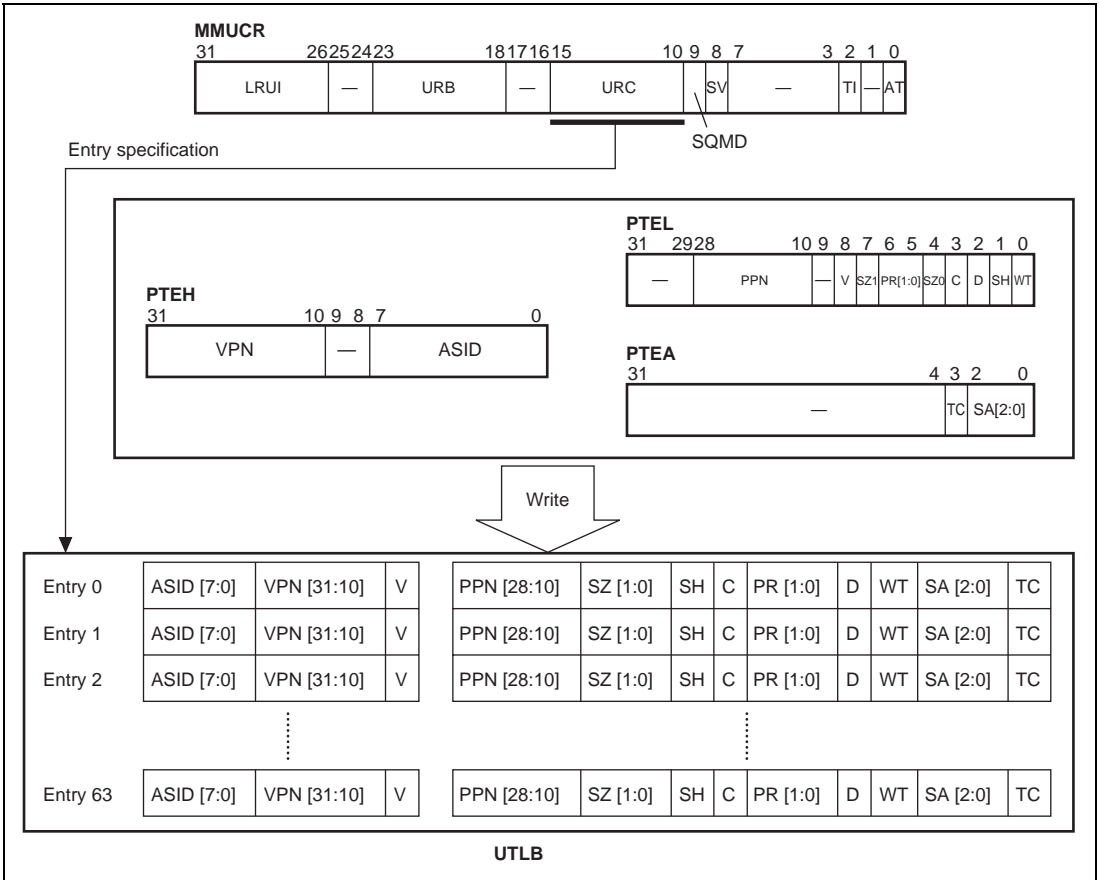 MMUCR
31 26 25 24 23 18 17 16 15 10 9 8 7 3 2 1 0
LRUI — URB — URC SV — TI — AT
SQMD
Entry specification
PTEL
31 29 28 10 9 8 7 6 5 4 3 2 1 0
— PPN — V SZ1 PR[1:0] SZ0 C D SH WT
PTEH
31 10 9 8 7 0
VPN — ASID
PTEA
31 4 3 2 0
— TC SA[2:0]
Write
Entry 0 ASID [7:0] VPN [31:10] V PPN [28:10] SZ [1:0] SH C PR [1:0] D WT SA [2:0] TC
Entry 1 ASID [7:0] VPN [31:10] V PPN [28:10] SZ [1:0] SH C PR [1:0] D WT SA [2:0] TC
Entry 2 ASID [7:0] VPN [31:10] V PPN [28:10] SZ [1:0] SH C PR [1:0] D WT SA [2:0] TC
Entry 63 ASID [7:0] VPN [31:10] V PPN [28:10] SZ [1:0] SH C PR [1:0] D WT SA [2:0] TC
UTLB